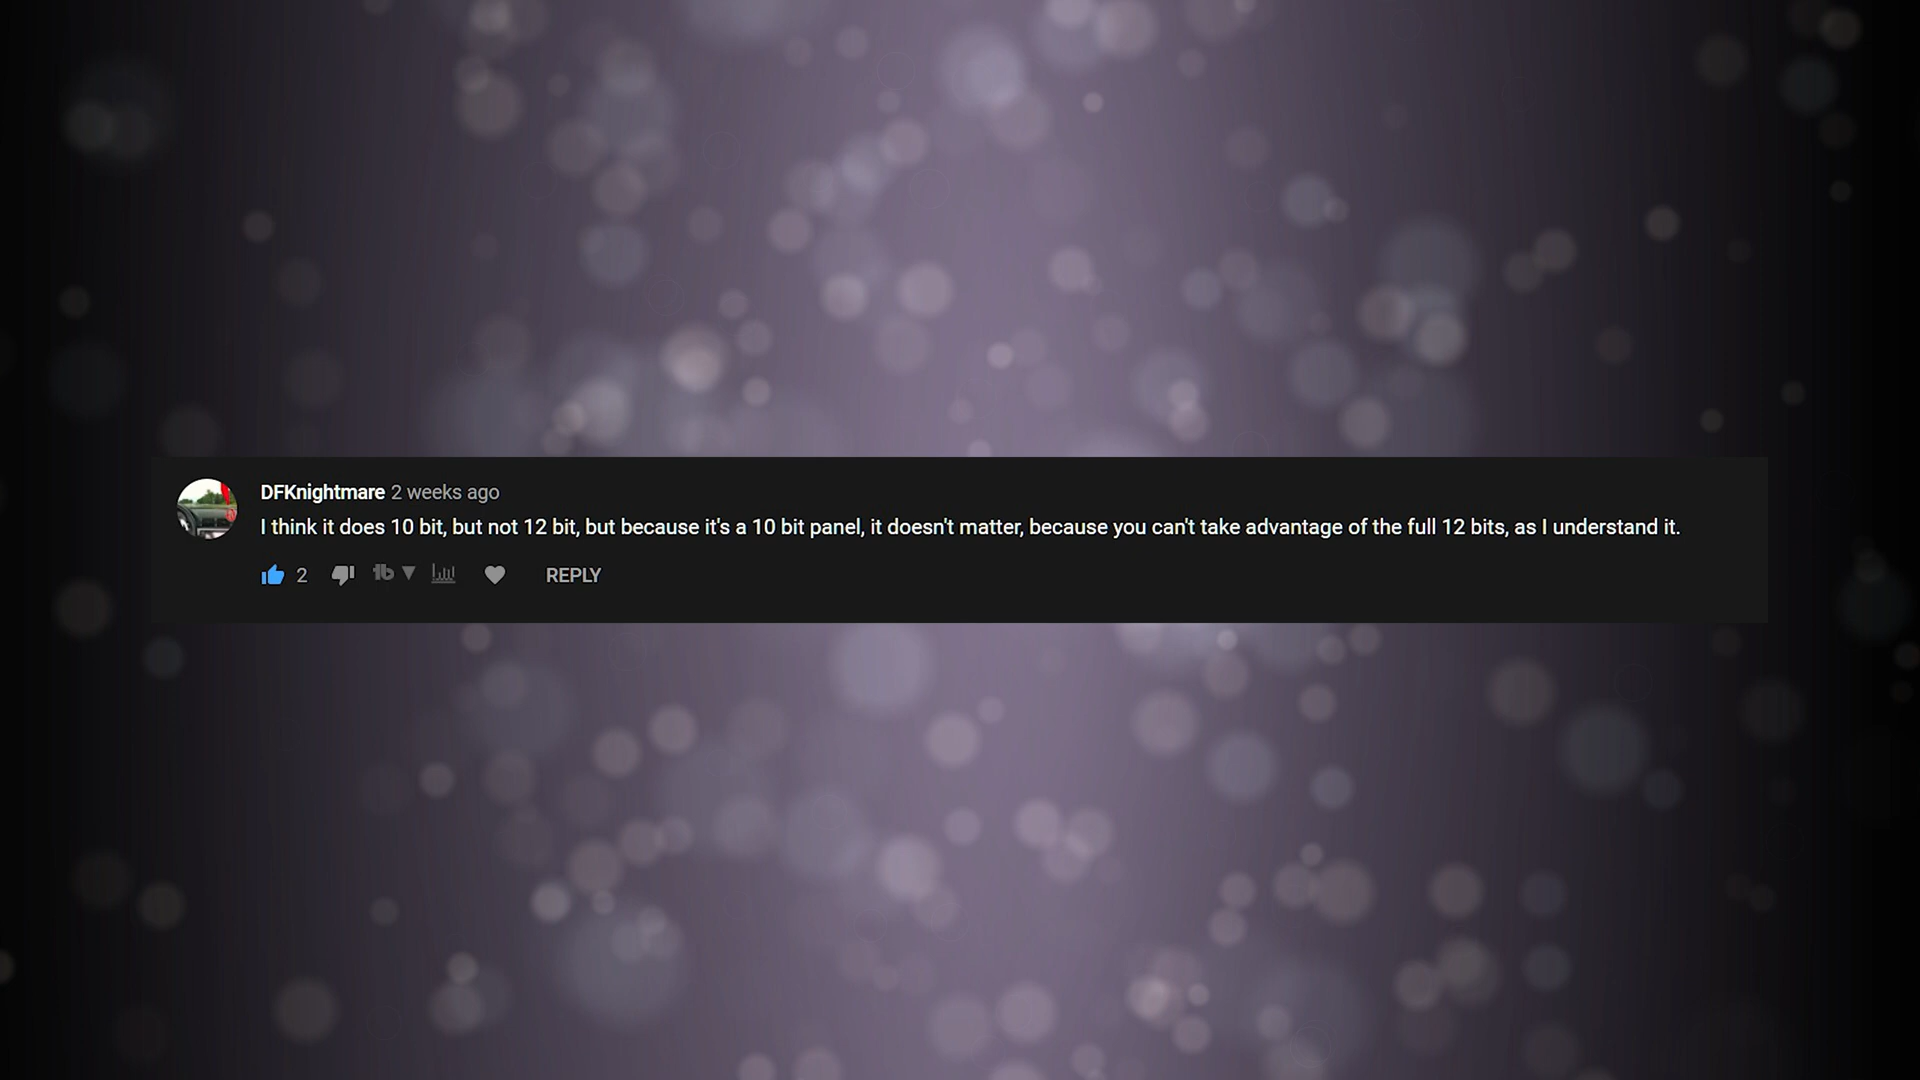 DFKnightmare 2 weeks ago
I think it does 10 bit, but not 12 bit, but because it's a 10 bit panel, it doesn't matter, because you can't take advantage of the full 12 bits, as I understand it.
2 REPLY